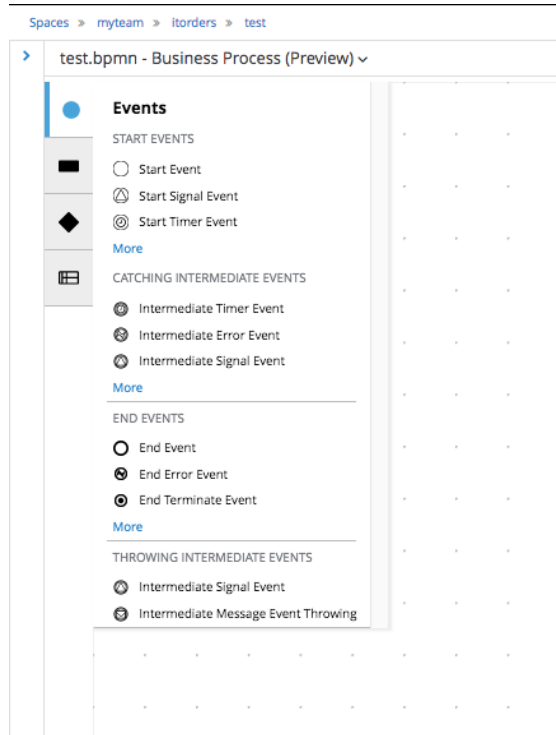 Spaces » myteam » itorders » test
test.bpmn - Business Process (Preview)
Events
START EVENTS
Start Event
Start Signal Event
Start Timer Event
More
CATCHING INTERMEDIATE EVENTS
Intermediate Timer Event
Intermediate Error Event
Intermediate Signal Event
More
END EVENTS
End Event
End Error Event
End Terminate Event
More
THROWING INTERMEDIATE EVENTS
Intermediate Signal Event
Intermediate Message Event Throwing